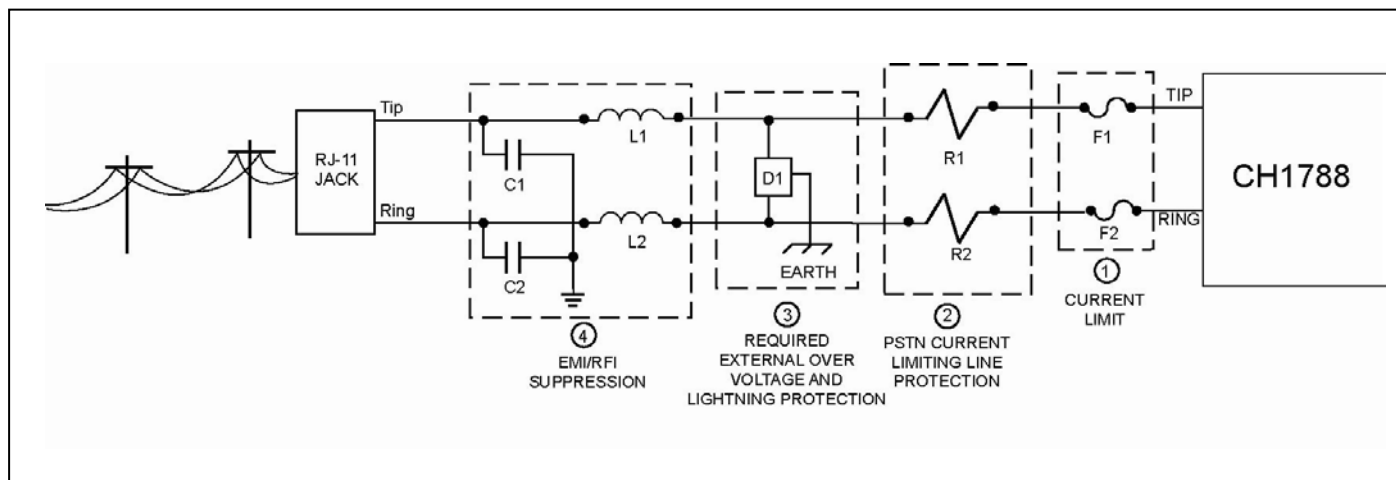 RJ-11
JACK
Tip
Ring
C1
C2
L1
L2
D1
EARTH
R1
R2
F1
F2
TIP
RING
CH1788
④
EMI/RFI
SUPPRESSION
③
REQUIRED
EXTERNAL OVER
VOLTAGE AND
LIGHTNING PROTECTION
②
PSTN CURRENT
LIMITING LINE
PROTECTION
①
CURRENT
LIMIT